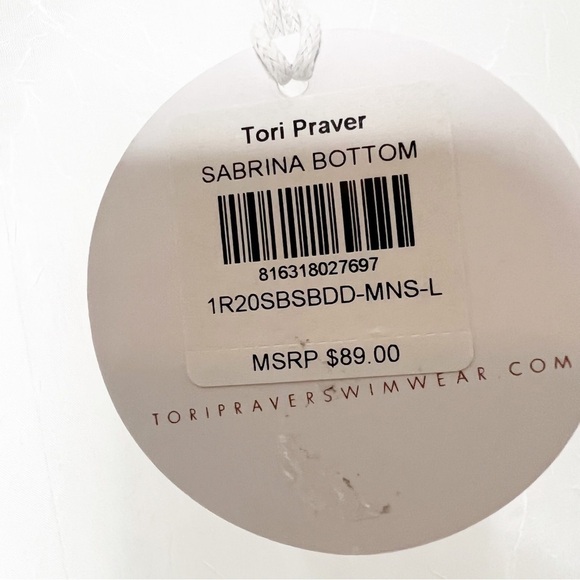 Tori Praver
SABRINA BOTTOM
816318027697
1R20SBSBDD-MNS-L
MSRP $89.00
TORIPRAVERSWIMWEAR.COM